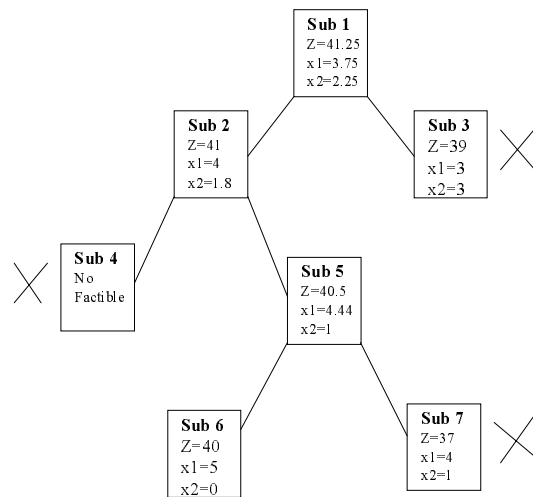 Sub 1
Z=41.25
x1=3.75
x2=2.25
Sub 2
Z=41
x1=4
x2=1.8
Sub 3
Z=39
x1=3
x2=3
Sub 4
No
Factible
Sub 5
Z=40.5
x1=4.44
x2=1
Sub 6
Z=40
x1=5
x2=0
Sub 7
Z=37
x1=4
x2=1